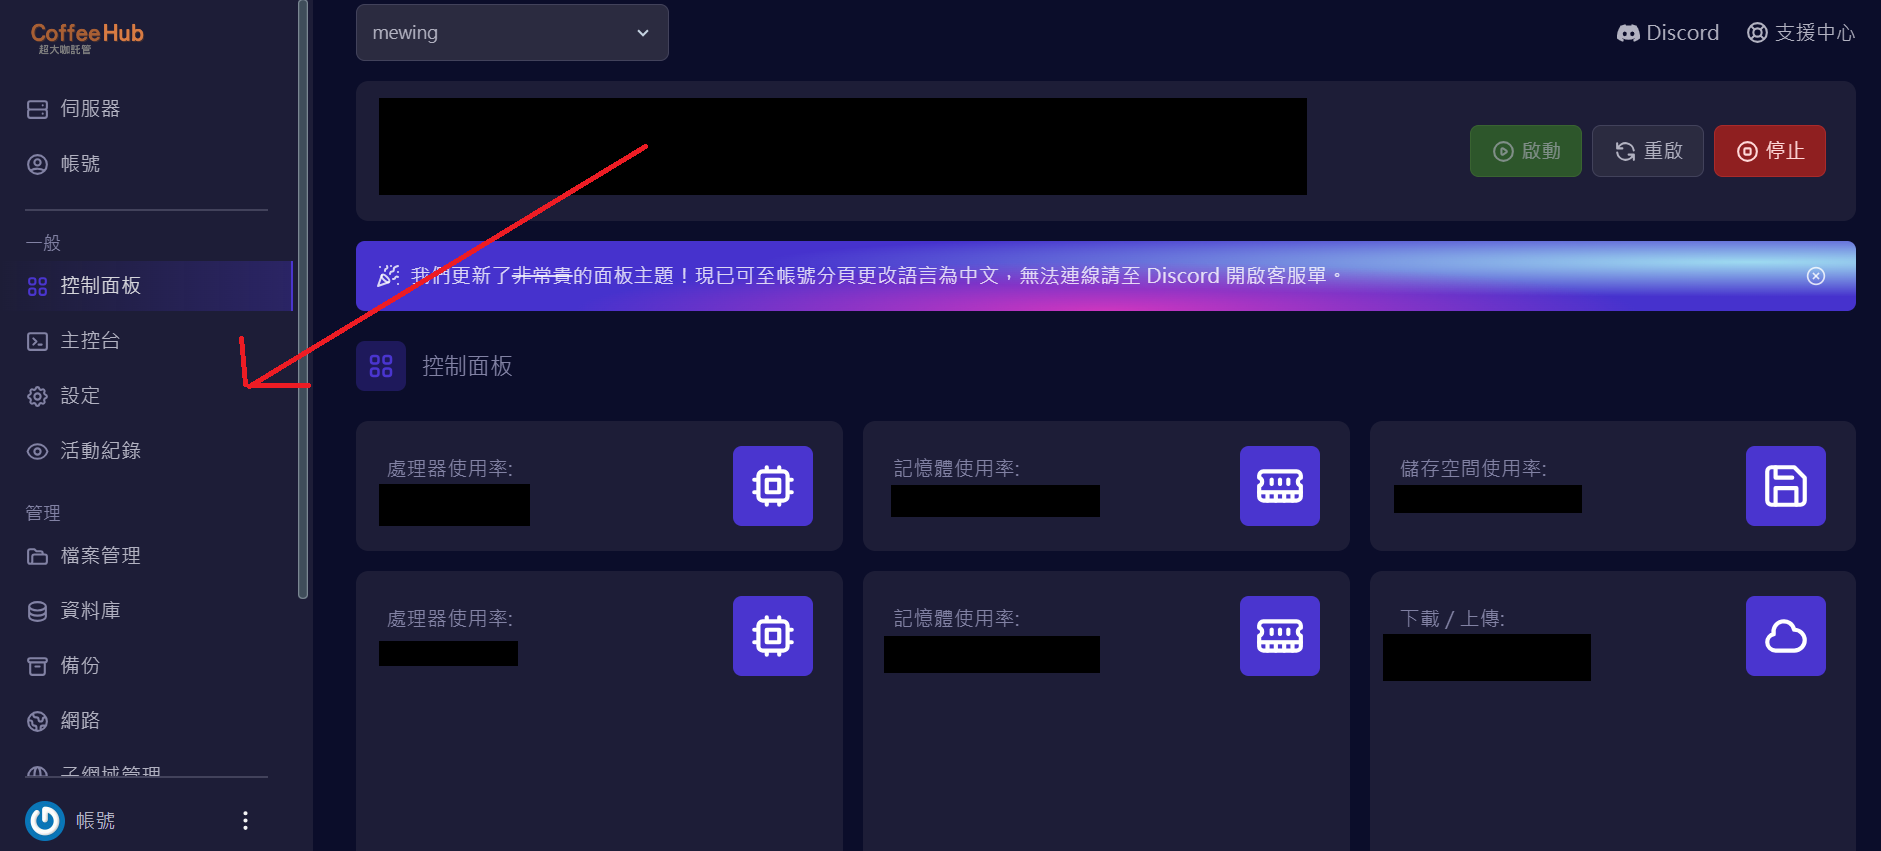 CoffeeHub
超大咖託管
伺服器
帳號
一般
控制面板
主控台
設定
活動紀錄
管理
檔案管理
資料庫
備份
網路
子網域管理
帳號
mewing
Discord
支援中心
啟動
重啟
停止
我們更新了非常貴的面板主題！現已可至帳號分頁更改語言為中文，無法連線請至 Discord 開啟客服單。
控制面板
處理器使用率:
記憶體使用率:
儲存空間使用率:
處理器使用率:
記憶體使用率:
下載 / 上傳: